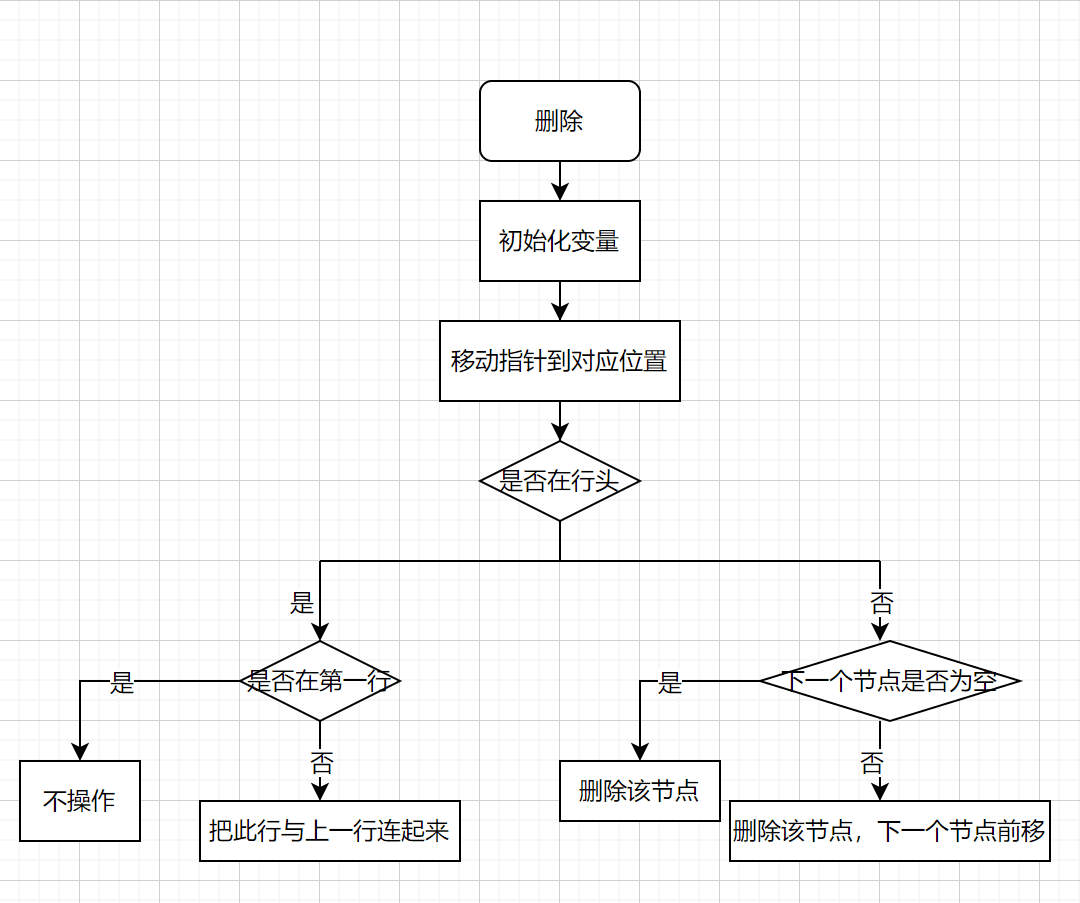 删除
初始化变量
移动指针到对应位置
是否在行头
是
否
是否在第一行
下一个节点是否为空
是
是
否
否
不操作
删除该节点
把此行与上一行连起来
删除该节点，下一个节点前移